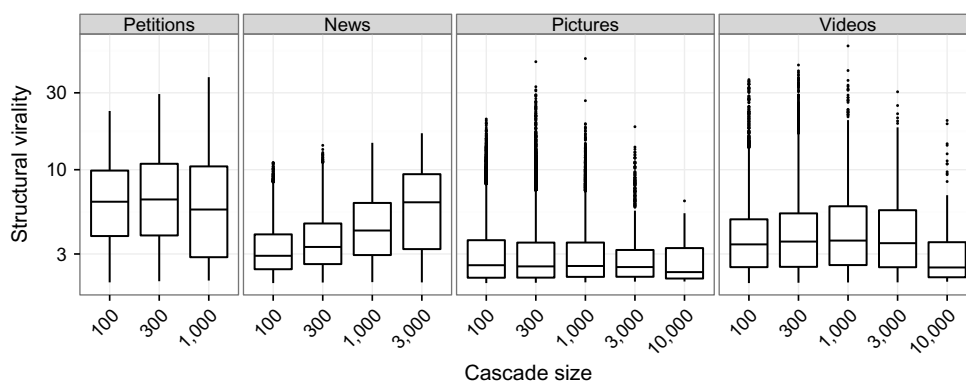 Petitions News Pictures Videos
Structural virality
30
10
3
100 300 1,000 100 300 1,000 3,000 100 300 1,000 3,000 10,000 100 300 1,000 3,000 10,000
Cascade size